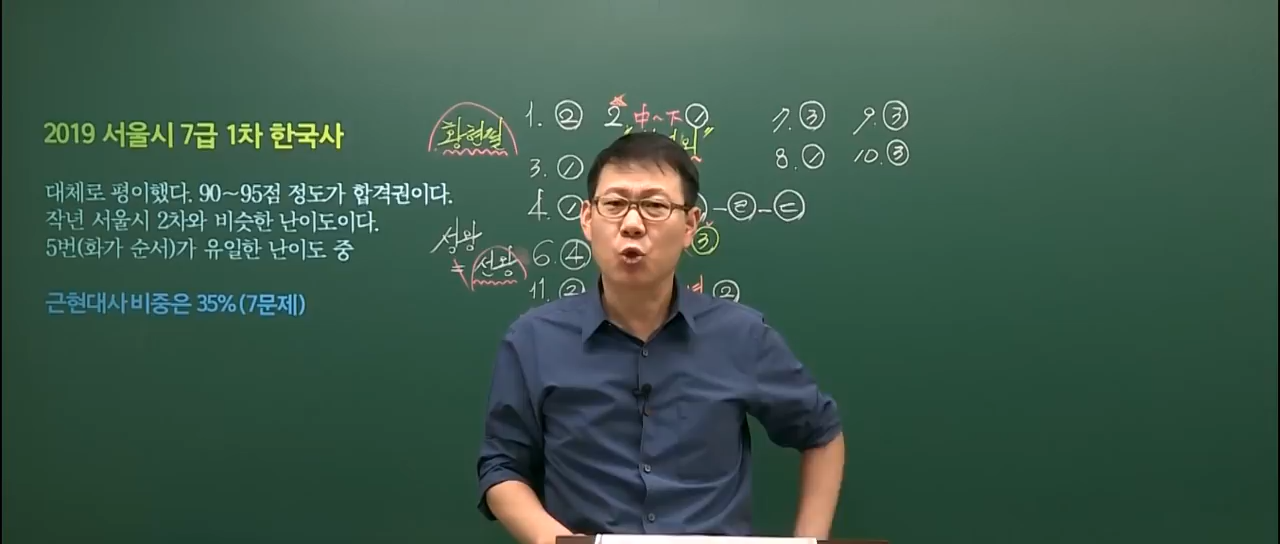 2019 서울시 7급 1차 한국사
대체로 평이했다. 90~95점 정도가 합격권이다.
작년 서울시 2차와 비슷한 난이도이다.
5번(화가 순서)가 유일한 난이도 중
근현대사 비중은 35% (7문제)
황현필
성왕
= 선왕
1. ② 2 中~下 ①
3. ①
4. ① -㉣-㉢
6. ④ ③
11. ② ②
7. ③ 9. ③
8. ① 10. ③